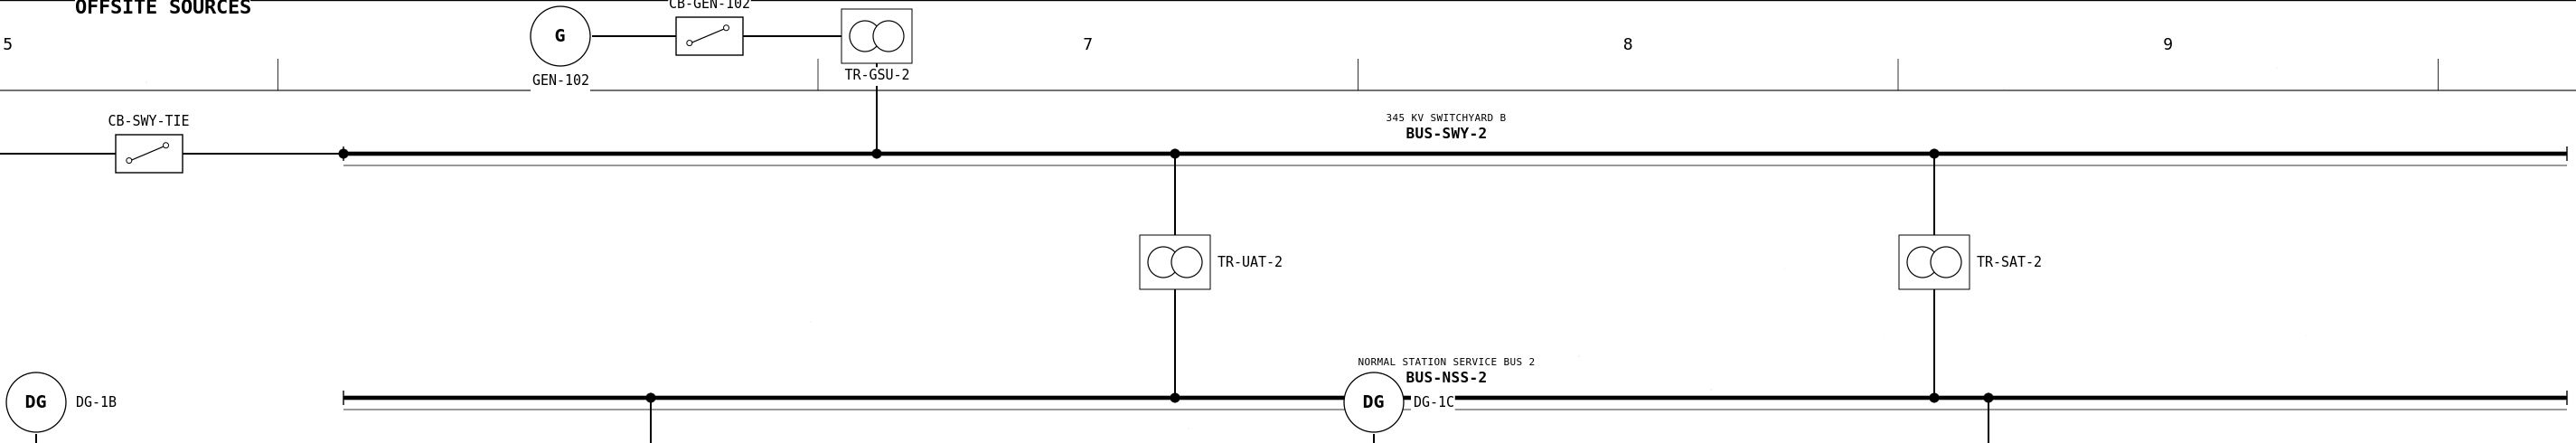 OFFSITE SOURCES
CB-GEN-102
G
5
7
8
9
GEN-102
TR-GSU-2
CB-SWY-TIE
345 KV SWITCHYARD B
BUS-SWY-2
TR-UAT-2
TR-SAT-2
NORMAL STATION SERVICE BUS 2
BUS-NSS-2
DG
DG-1B
DG
DG-1C